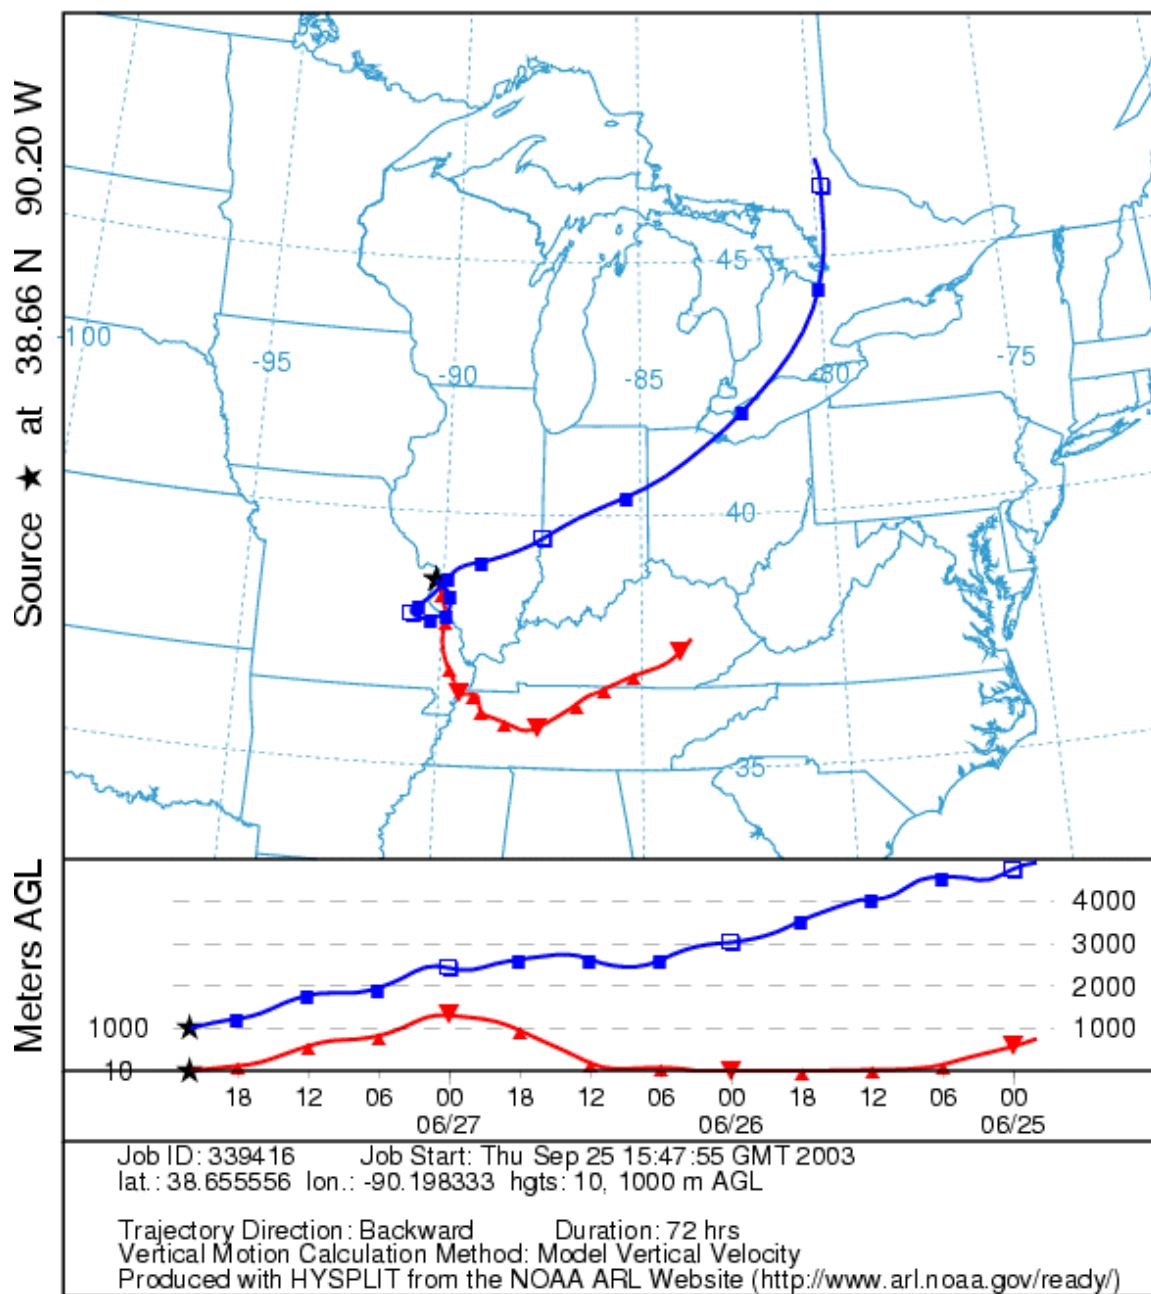 Source ★ at 38.66 N 90.20 W
45
-100
-95
-90
-85
-80
-75
40
35
Meters AGL
4000
3000
2000
1000 1000
10
18 12 06 00 18 12 06 00 18 12 06 00
06/27 06/26 06/25
Job ID: 339416 Job Start: Thu Sep 25 15:47:55 GMT 2003
lat.: 38.655556 lon.: -90.198333 hgts: 10, 1000 m AGL
Trajectory Direction: Backward Duration: 72 hrs
Vertical Motion Calculation Method: Model Vertical Velocity
Produced with HYSPLIT from the NOAA ARL Website (http://www.arl.noaa.gov/ready/)